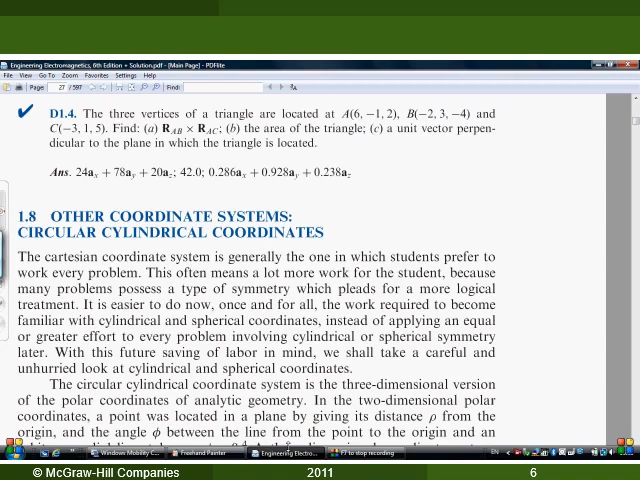 Engineering Electromagnetics, 6th Edition + Solution.pdf - [Main Page] - PDFlite
File View Go To Zoom Favorites Settings Help
Page 27 / 597 Find:
D1.4. The three vertices of a triangle are located at A(6, −1, 2), B(−2, 3, −4) and
C(−3, 1, 5). Find: (a) R_AB × R_AC; (b) the area of the triangle; (c) a unit vector perpen-
dicular to the plane in which the triangle is located.
Ans. 24a_x + 78a_y + 20a_z; 42.0; 0.286a_x + 0.928a_y + 0.238a_z
1.8 OTHER COORDINATE SYSTEMS:
CIRCULAR CYLINDRICAL COORDINATES
The cartesian coordinate system is generally the one in which students prefer to
work every problem. This often means a lot more work for the student, because
many problems possess a type of symmetry which pleads for a more logical
treatment. It is easier to do now, once and for all, the work required to become
familiar with cylindrical and spherical coordinates, instead of applying an equal
or greater effort to every problem involving cylindrical or spherical symmetry
later. With this future saving of labor in mind, we shall take a careful and
unhurried look at cylindrical and spherical coordinates.
The circular cylindrical coordinate system is the three-dimensional version
of the polar coordinates of analytic geometry. In the two-dimensional polar
coordinates, a point was located in a plane by giving its distance ρ from the
origin, and the angle ϕ between the line from the point to the origin and an
Windows Mobility C... Freehand Painter Engineering Electro... F7 to stop recording EN
© McGraw-Hill Companies 2011 6